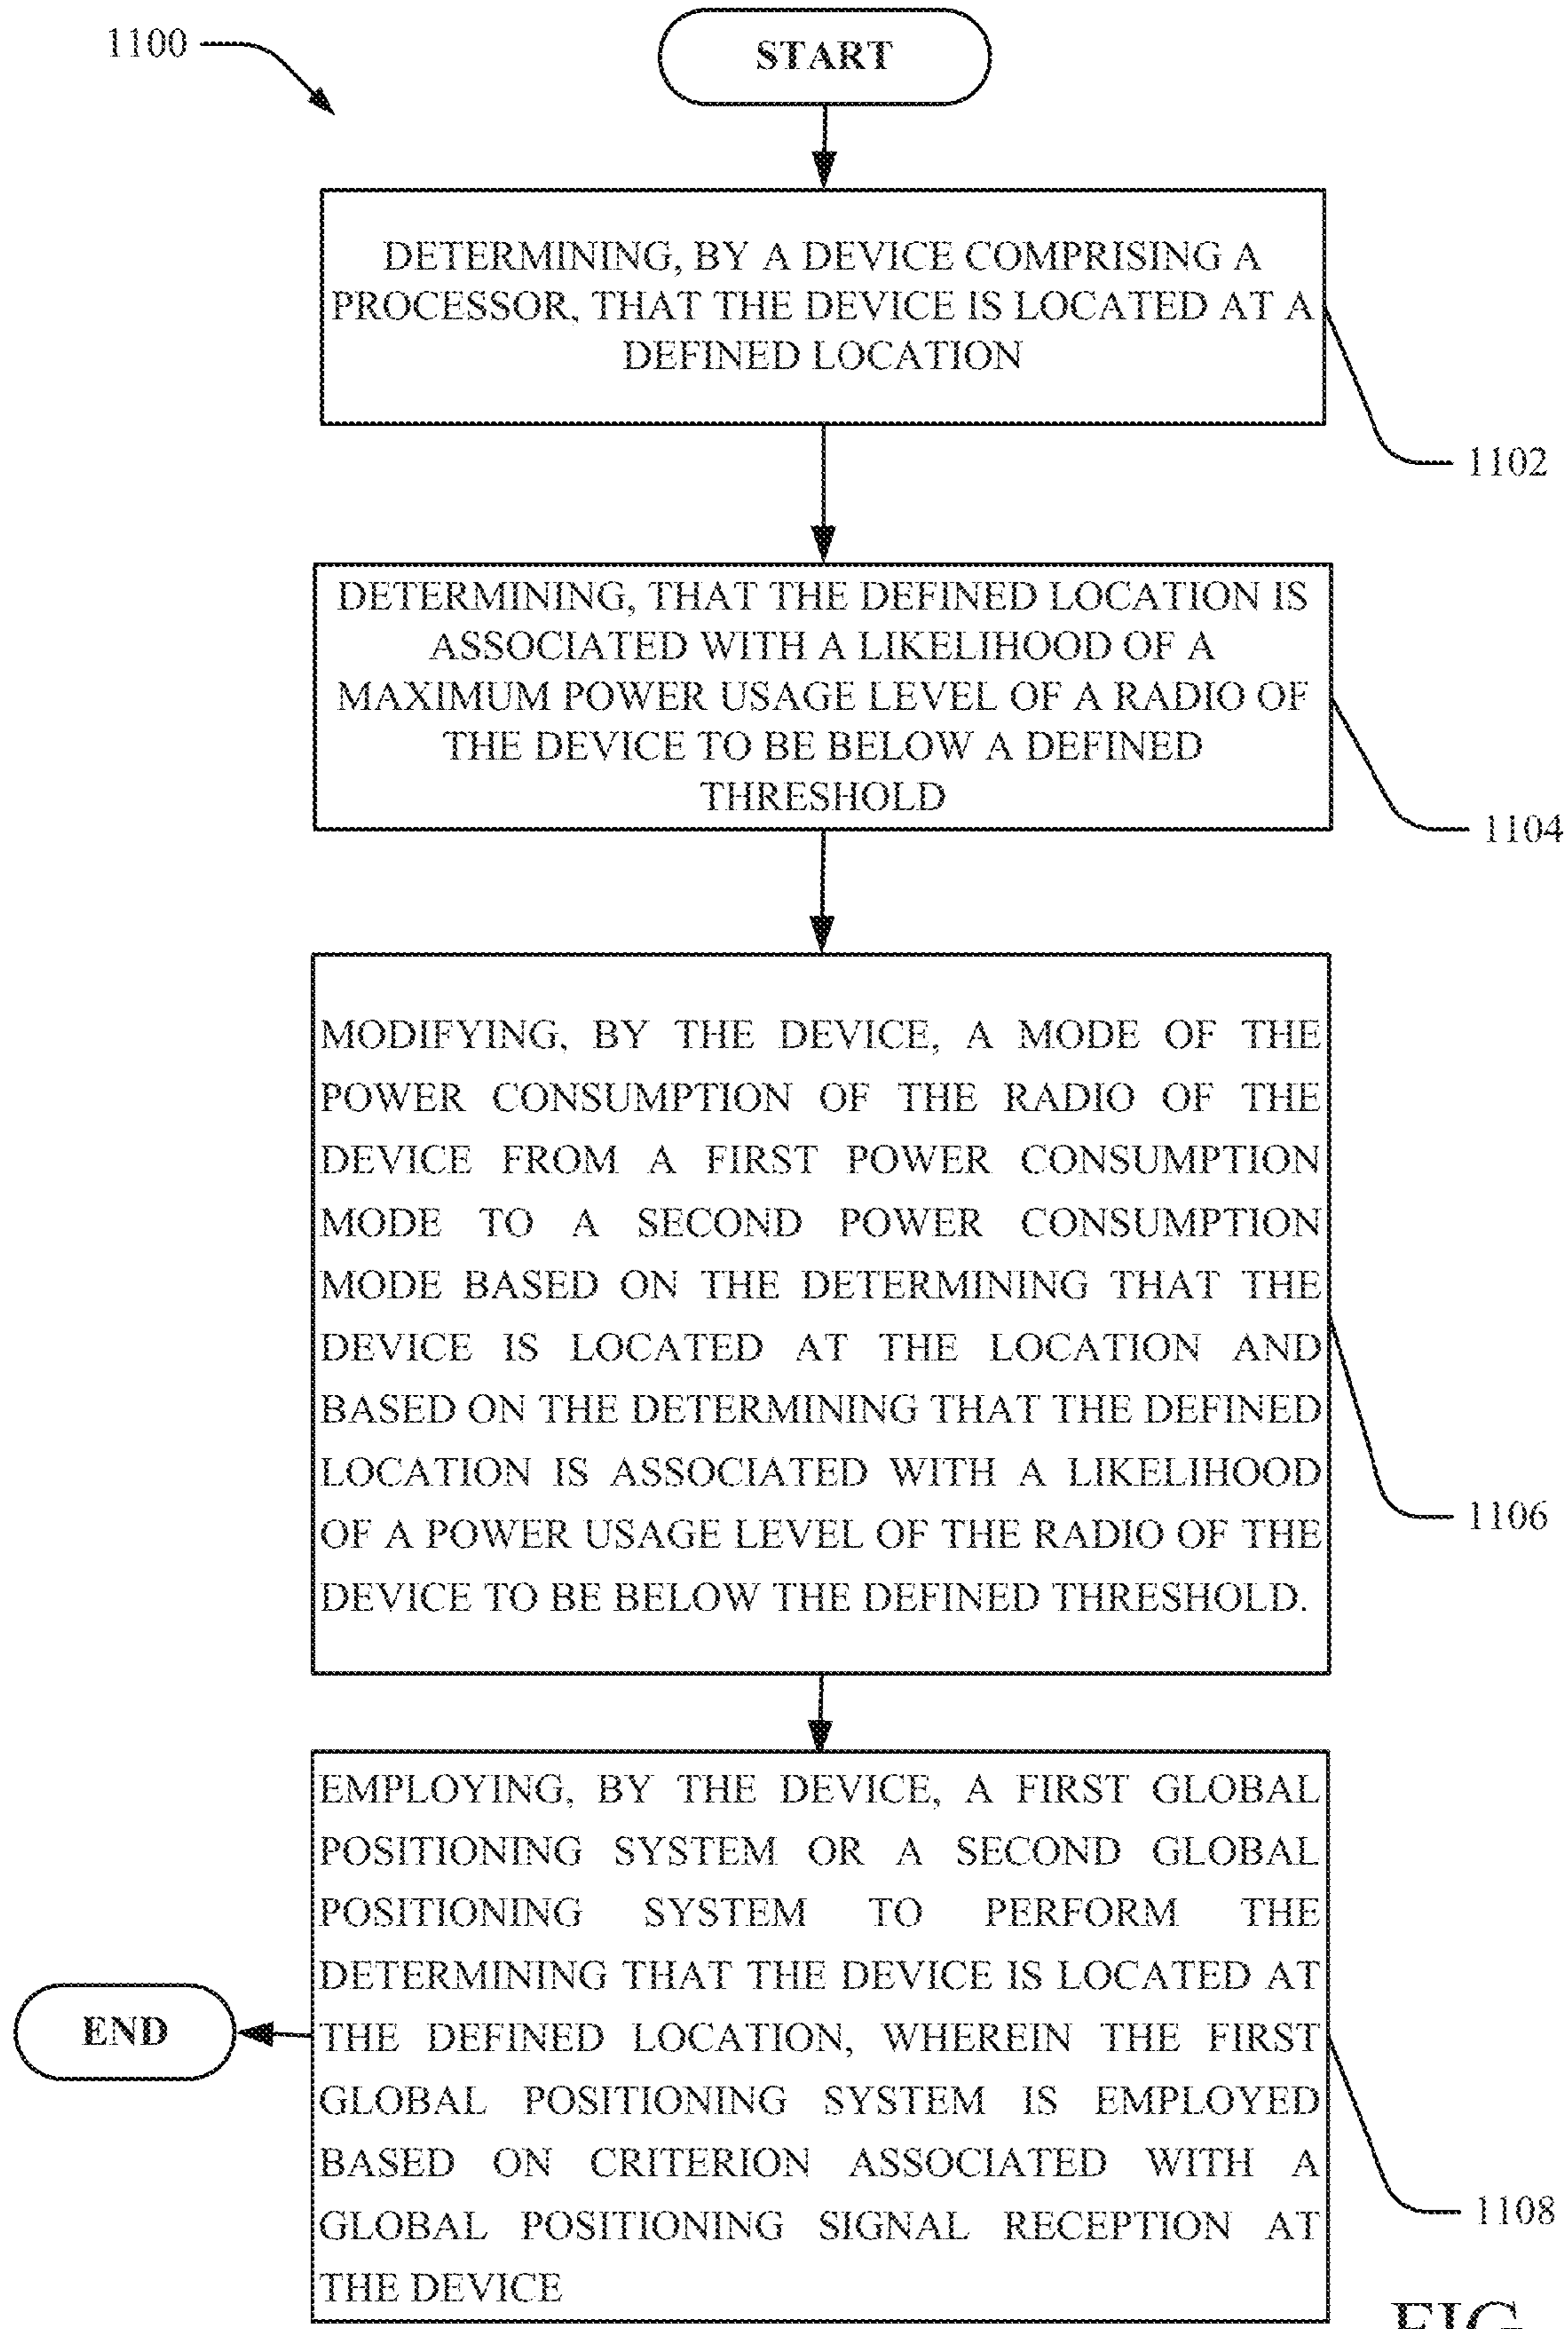 1100
START
DETERMINING, BY A DEVICE COMPRISING A
PROCESSOR, THAT THE DEVICE IS LOCATED AT A
DEFINED LOCATION
1102
DETERMINING, THAT THE DEFINED LOCATION IS
ASSOCIATED WITH A LIKELIHOOD OF A
MAXIMUM POWER USAGE LEVEL OF A RADIO OF
THE DEVICE TO BE BELOW A DEFINED
THRESHOLD
1104
MODIFYING, BY THE DEVICE, A MODE OF THE
POWER CONSUMPTION OF THE RADIO OF THE
DEVICE FROM A FIRST POWER CONSUMPTION
MODE TO A SECOND POWER CONSUMPTION
MODE BASED ON THE DETERMINING THAT THE
DEVICE IS LOCATED AT THE LOCATION AND
BASED ON THE DETERMINING THAT THE DEFINED
LOCATION IS ASSOCIATED WITH A LIKELIHOOD
OF A POWER USAGE LEVEL OF THE RADIO OF THE
DEVICE TO BE BELOW THE DEFINED THRESHOLD.
1106
EMPLOYING, BY THE DEVICE, A FIRST GLOBAL
POSITIONING SYSTEM OR A SECOND GLOBAL
POSITIONING SYSTEM TO PERFORM THE
DETERMINING THAT THE DEVICE IS LOCATED AT
THE DEFINED LOCATION, WHEREIN THE FIRST
GLOBAL POSITIONING SYSTEM IS EMPLOYED
BASED ON CRITERION ASSOCIATED WITH A
GLOBAL POSITIONING SIGNAL RECEPTION AT
THE DEVICE
1108
END